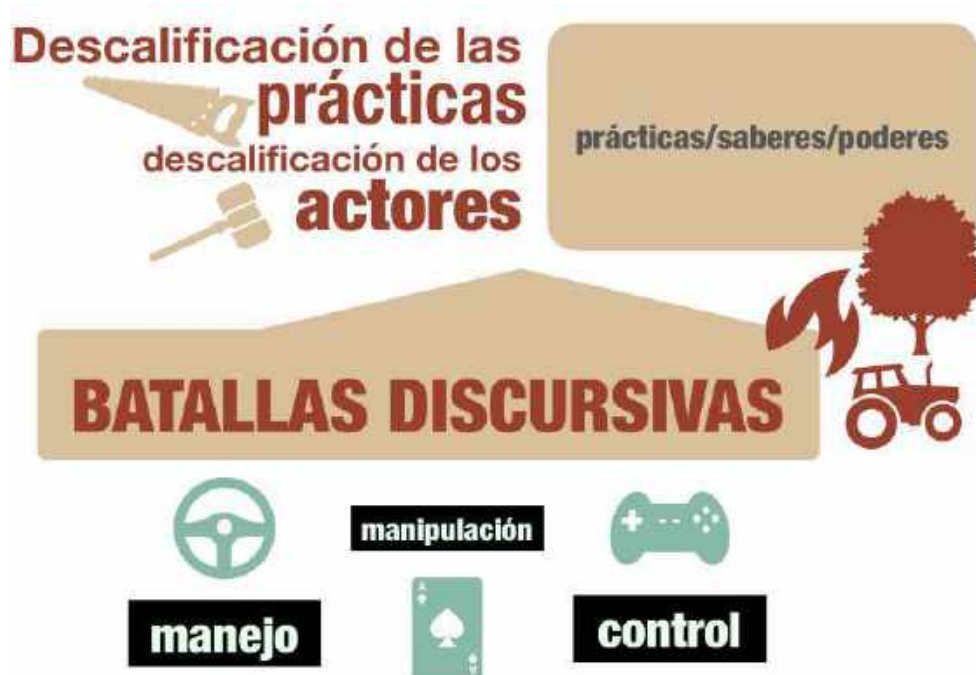 Descalificación de las
prácticas
descalificación de los
actores
prácticas/saberes/poderes
BATALLAS DISCURSIVAS
manipulación
manejo
control
A
A